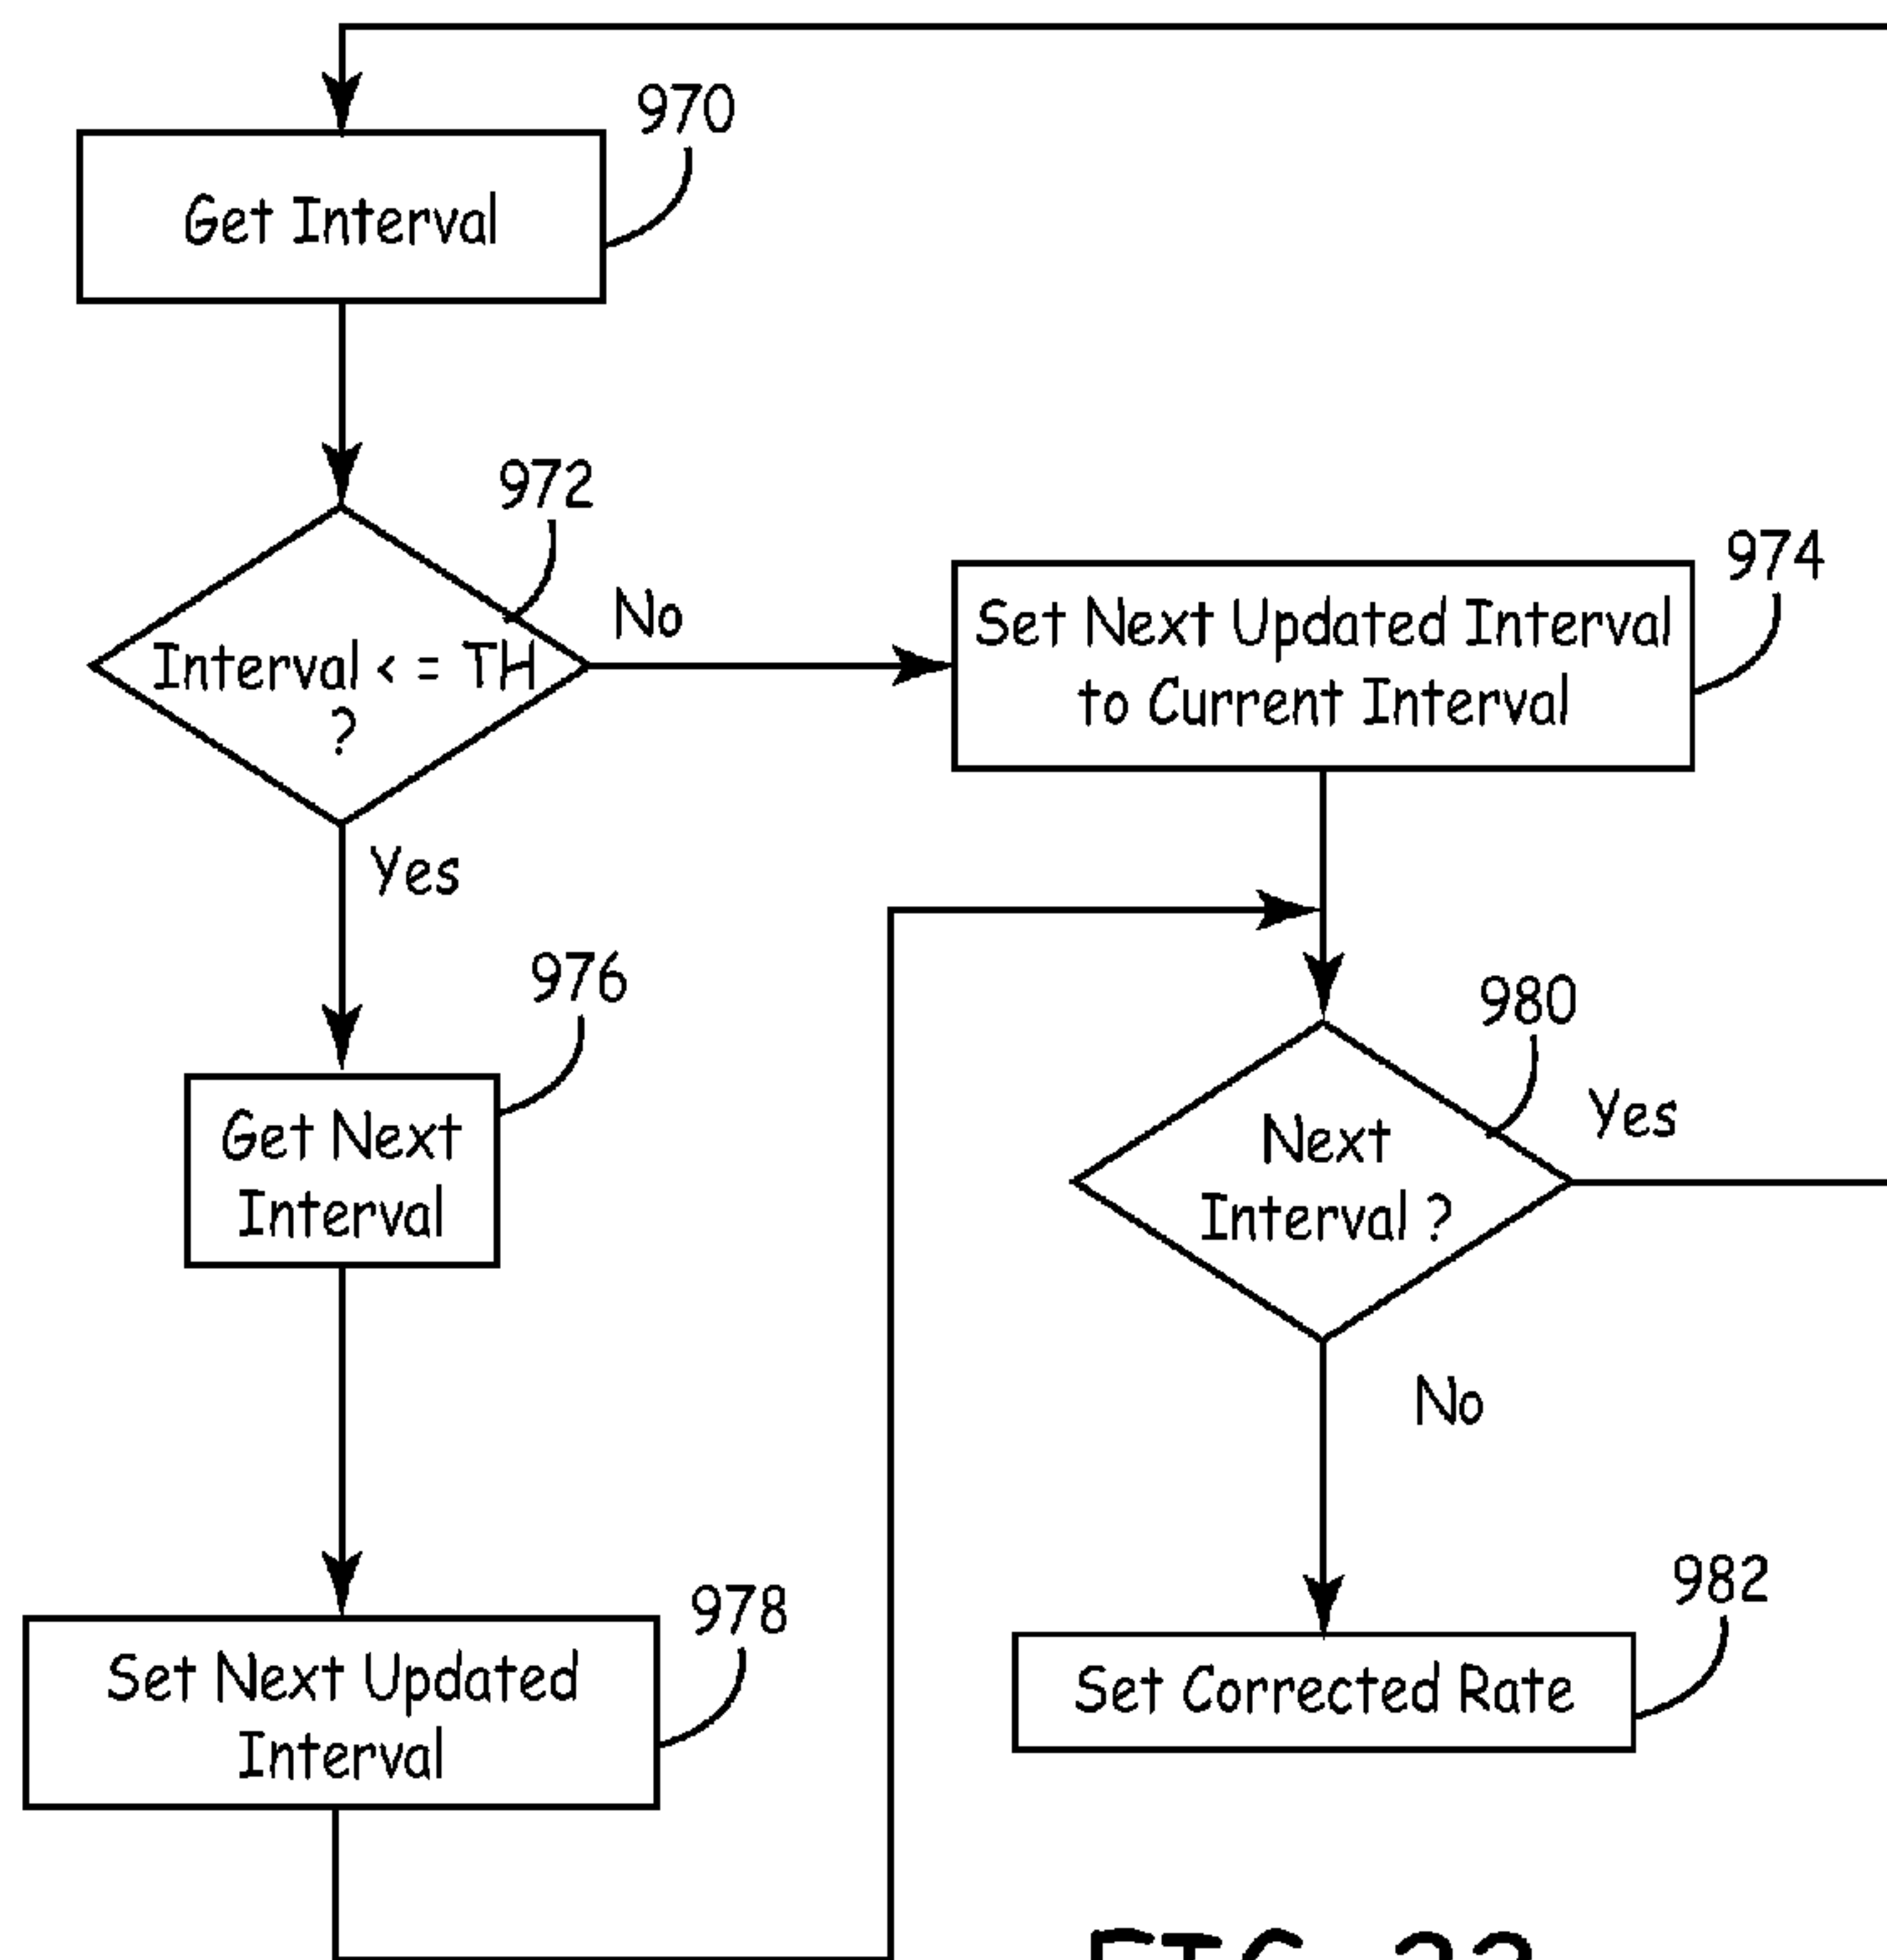 970
Get Interval
972
No
Interval < = TH
?
974
Set Next Updated Interval
to Current Interval
Yes
976
Get Next
Interval
980
Yes
Next
Interval ?
No
978
Set Next Updated
Interval
982
Set Corrected Rate